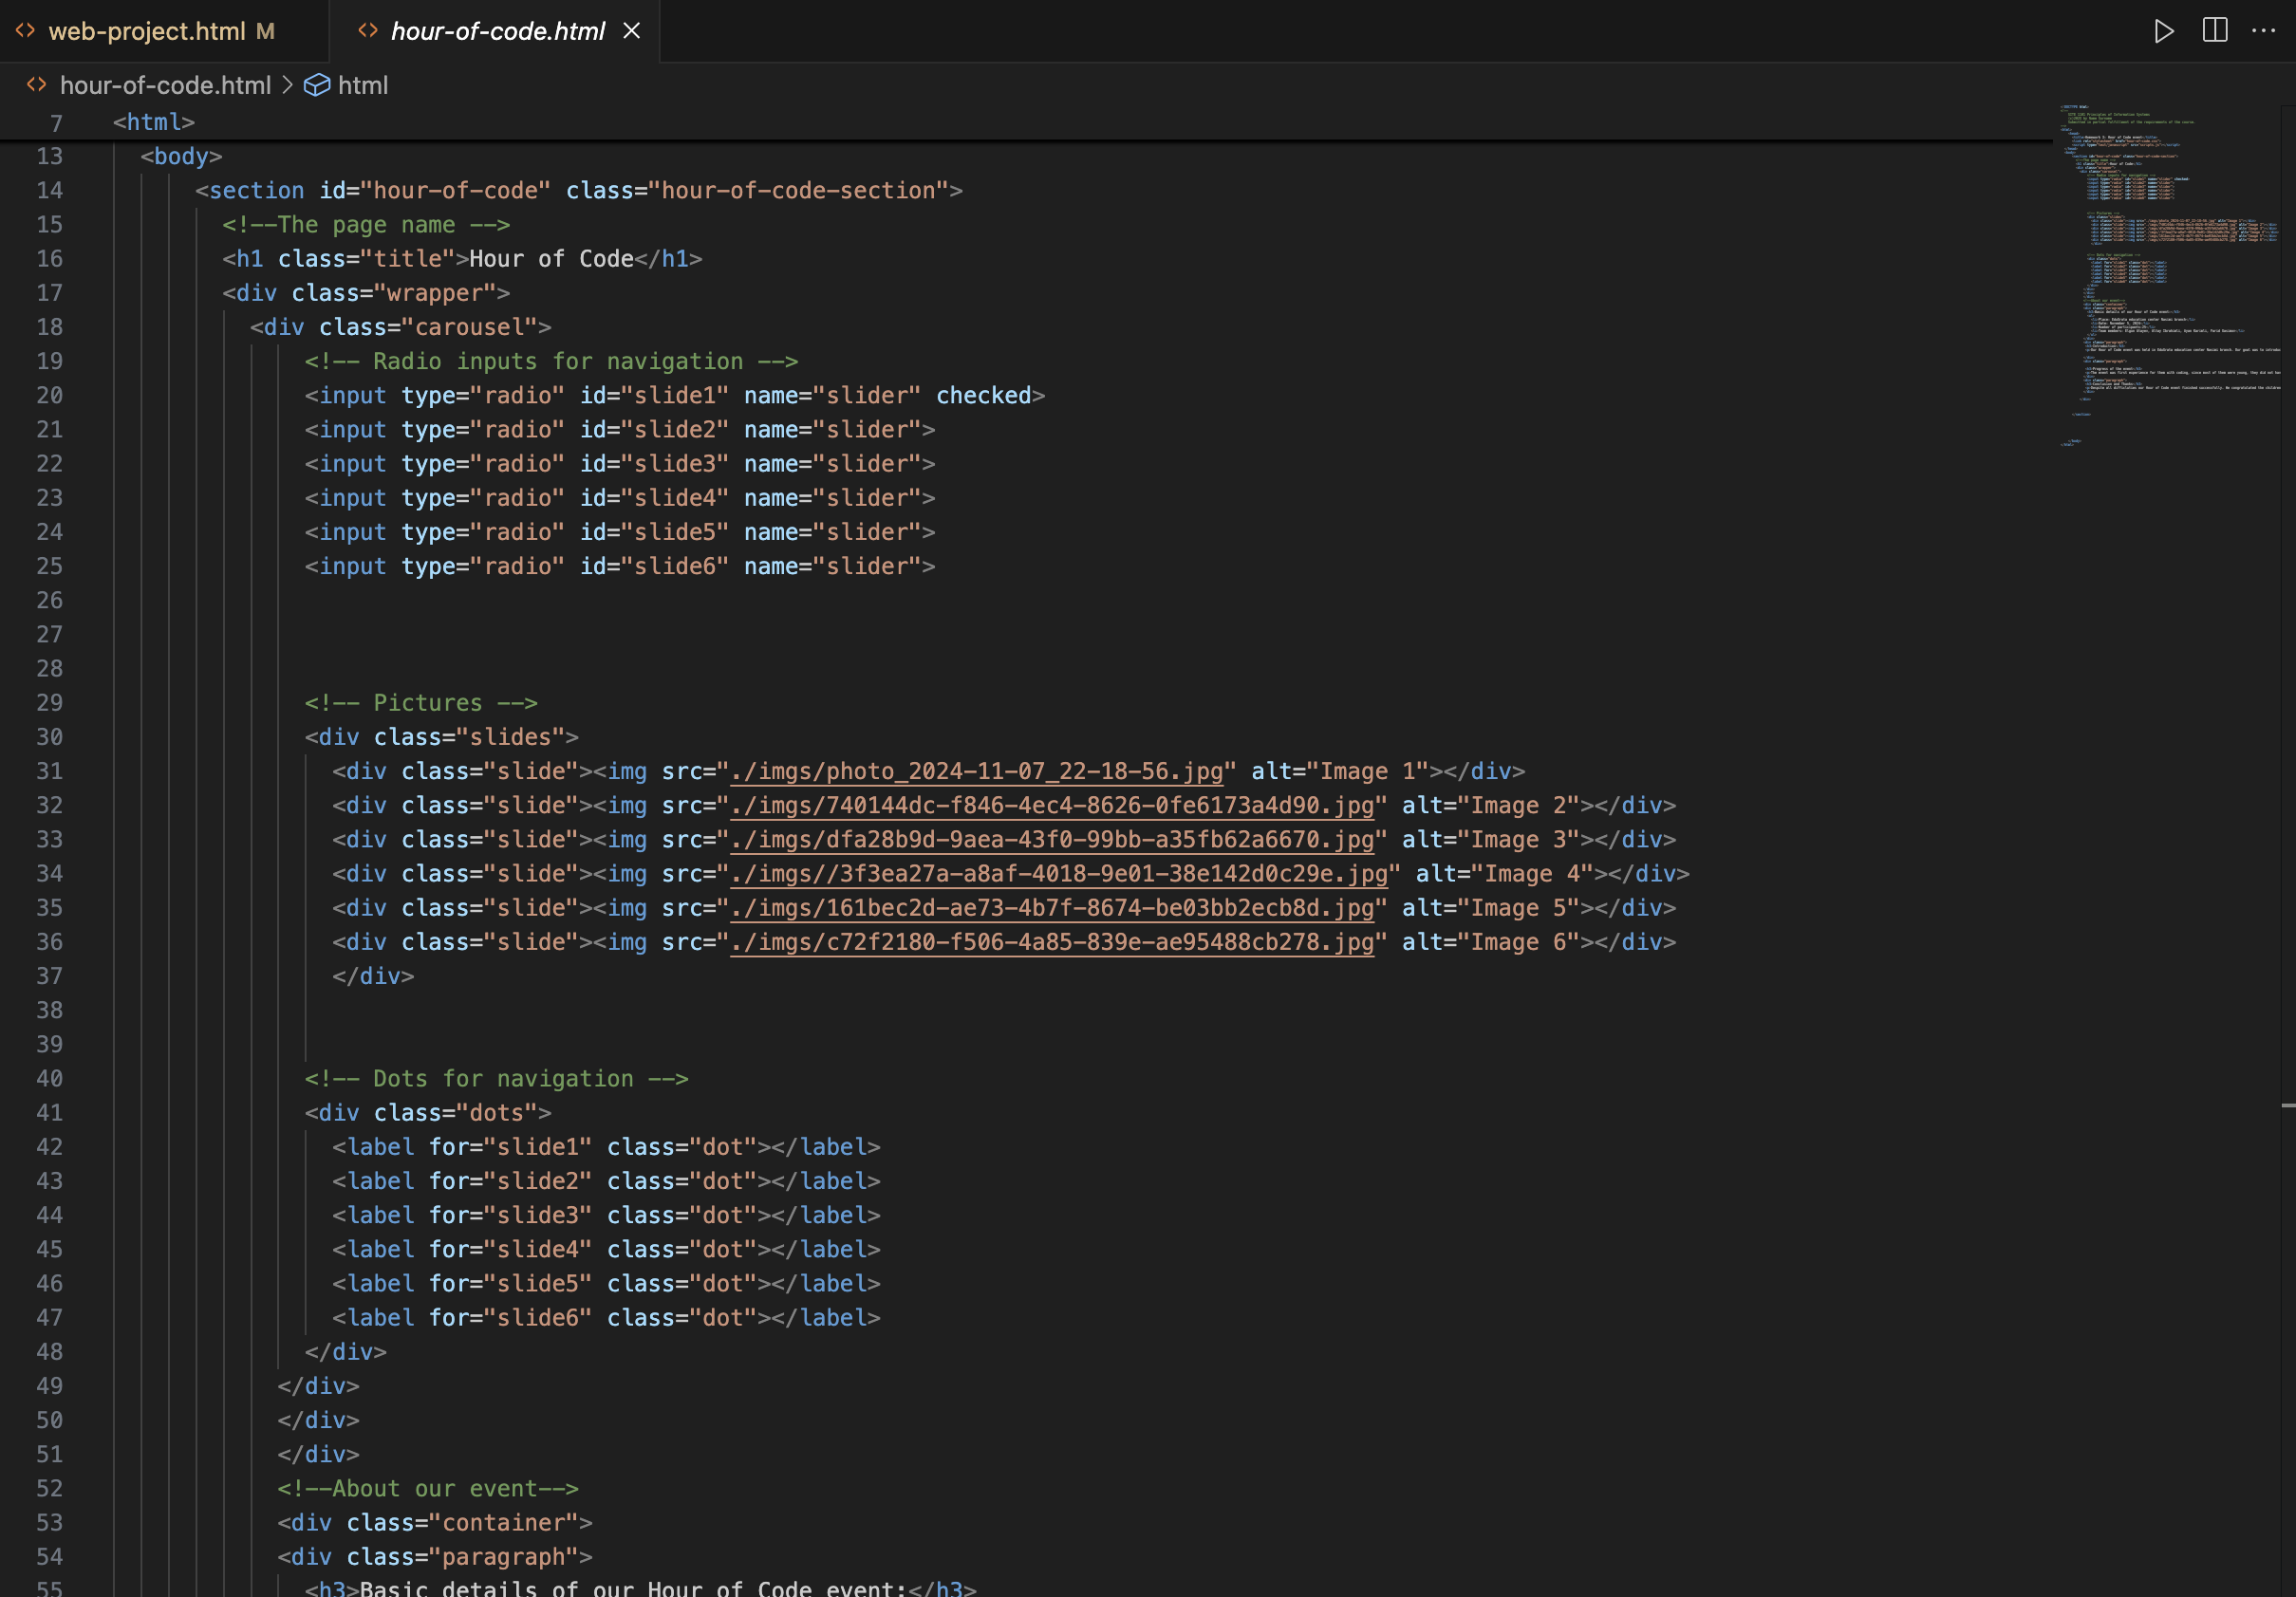 web-project.html M
hour-of-code.html
hour-of-code.html > html
7 <html>
13 <body>
14 <section id="hour-of-code" class="hour-of-code-section">
15 <!--The page name -->
16 <h1 class="title">Hour of Code</h1>
17 <div class="wrapper">
18 <div class="carousel">
19 <!-- Radio inputs for navigation -->
20 <input type="radio" id="slide1" name="slider" checked>
21 <input type="radio" id="slide2" name="slider">
22 <input type="radio" id="slide3" name="slider">
23 <input type="radio" id="slide4" name="slider">
24 <input type="radio" id="slide5" name="slider">
25 <input type="radio" id="slide6" name="slider">
26
27
28
29 <!-- Pictures -->
30 <div class="slides">
31 <div class="slide"><img src="./imgs/photo_2024-11-07_22-18-56.jpg" alt="Image 1"></div>
32 <div class="slide"><img src="./imgs/740144dc-f846-4ec4-8626-0fe6173a4d90.jpg" alt="Image 2"></div>
33 <div class="slide"><img src="./imgs/dfa28b9d-9aea-43f0-99bb-a35fb62a6670.jpg" alt="Image 3"></div>
34 <div class="slide"><img src="./imgs//3f3ea27a-a8af-4018-9e01-38e142d0c29e.jpg" alt="Image 4"></div>
35 <div class="slide"><img src="./imgs/161bec2d-ae73-4b7f-8674-be03bb2ecb8d.jpg" alt="Image 5"></div>
36 <div class="slide"><img src="./imgs/c72f2180-f506-4a85-839e-ae95488cb278.jpg" alt="Image 6"></div>
37 </div>
38
39
40 <!-- Dots for navigation -->
41 <div class="dots">
42 <label for="slide1" class="dot"></label>
43 <label for="slide2" class="dot"></label>
44 <label for="slide3" class="dot"></label>
45 <label for="slide4" class="dot"></label>
46 <label for="slide5" class="dot"></label>
47 <label for="slide6" class="dot"></label>
48 </div>
49 </div>
50 </div>
51 </div>
52 <!--About our event-->
53 <div class="container">
54 <div class="paragraph">
55 <h3>Basic details of our Hour of Code event:</h3>